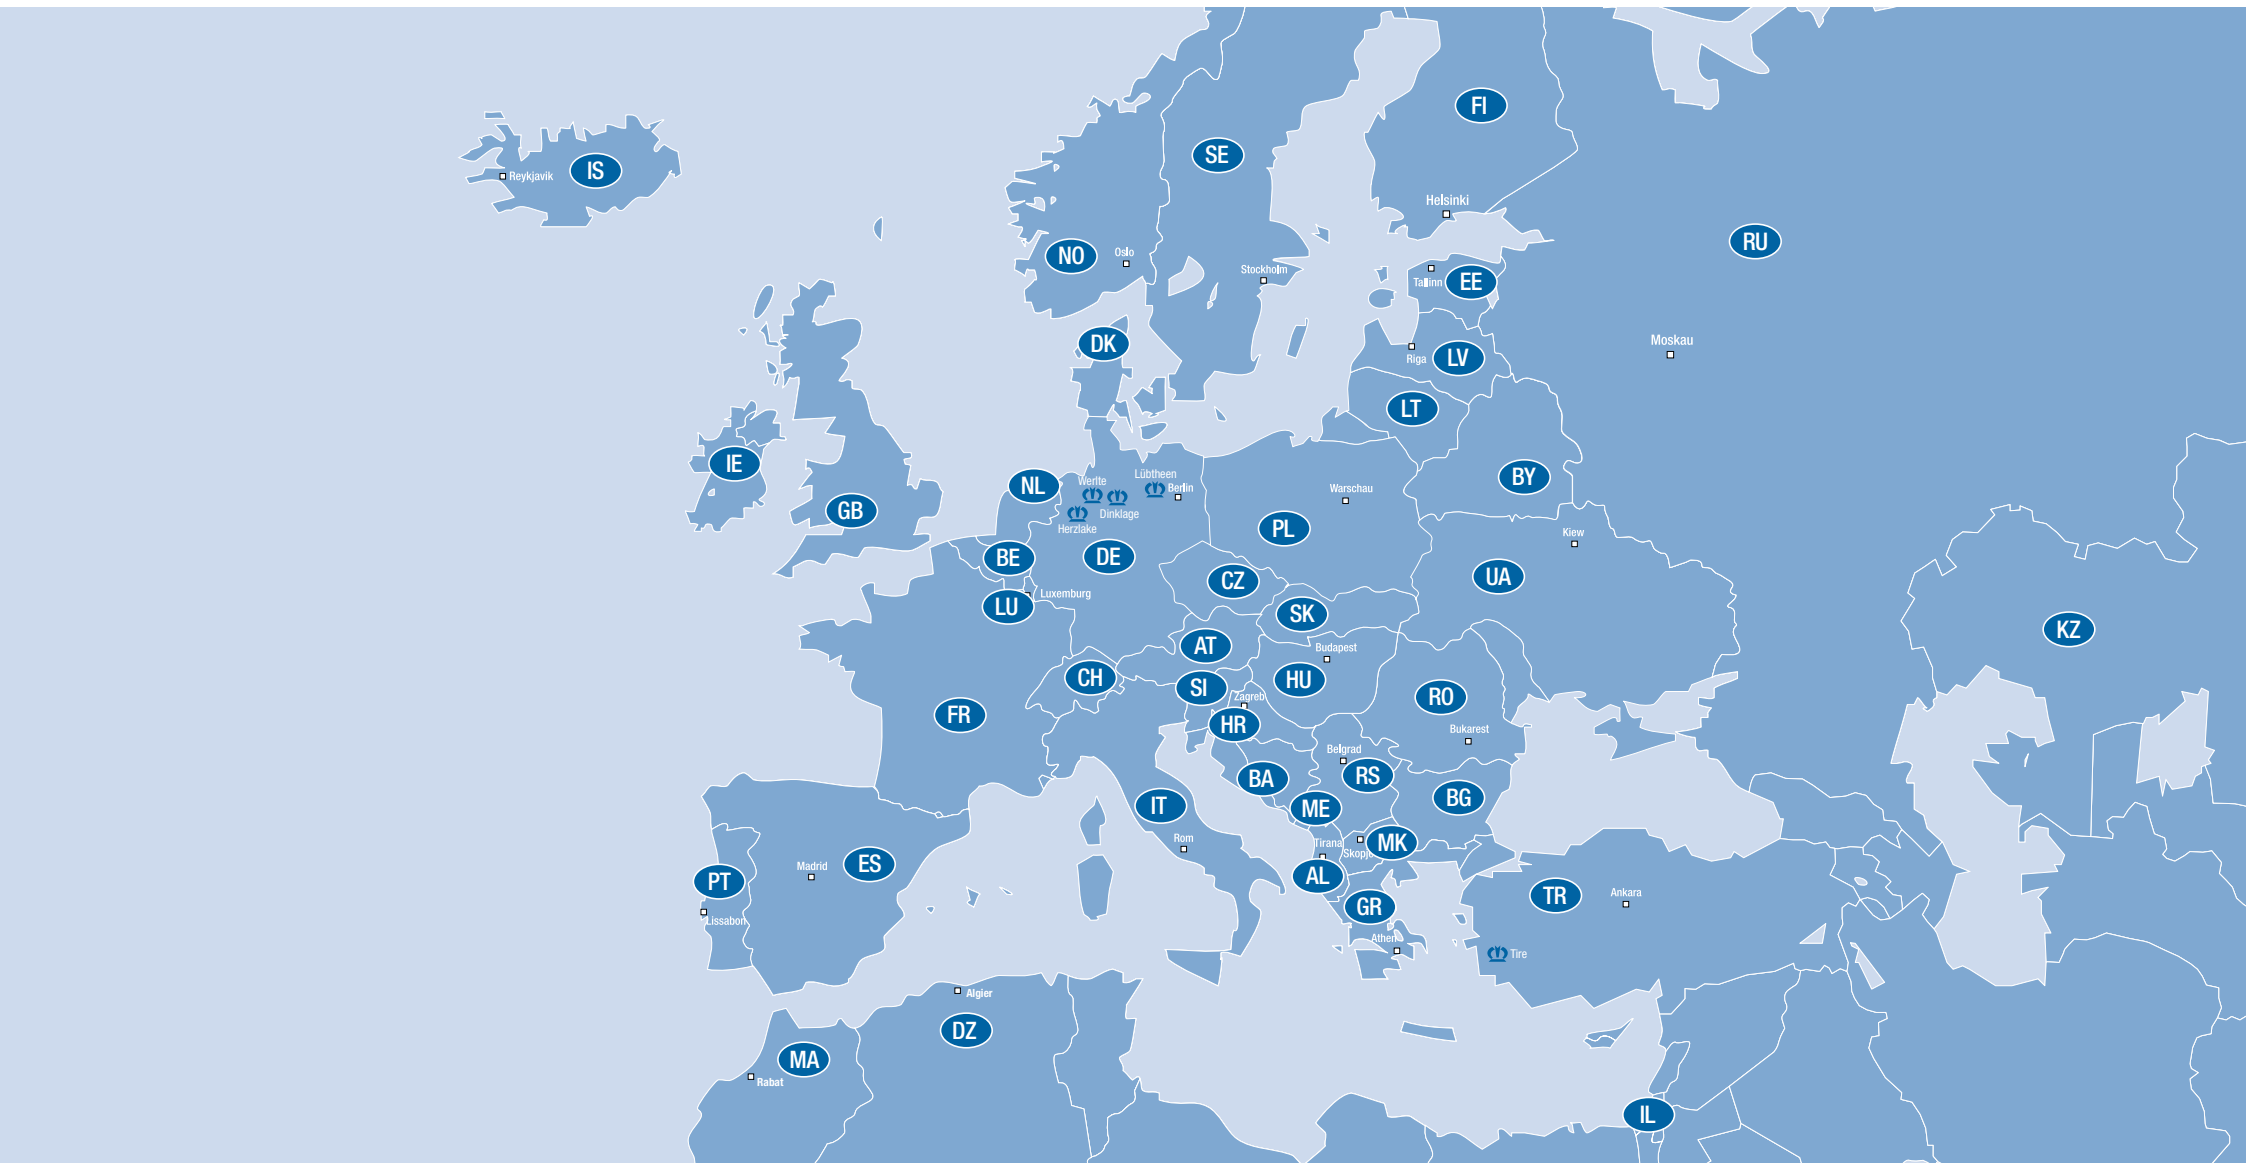 FI
SE
IS
Reykjavik
Helsinki
RU
NO
Oslo
Stockholm
Tallinn
EE
DK
Moskau
Riga
LV
LT
IE
BY
NL
Werlte
Lübtheen
Berlin
Dinklage
Herzlake
Warschau
GB
PL
Kiew
BE
DE
CZ
UA
LU
Luxemburg
SK
KZ
AT
Budapest
CH
SI
HU
Zagreb
RO
FR
HR
Bukarest
Belgrad
BA
RS
BG
IT
ME
Rom
Tirana
Skopje
MK
Madrid
ES
PT
AL
TR
Ankara
GR
Lissabon
Athen
Tire
Algier
DZ
MA
Rabat
IL